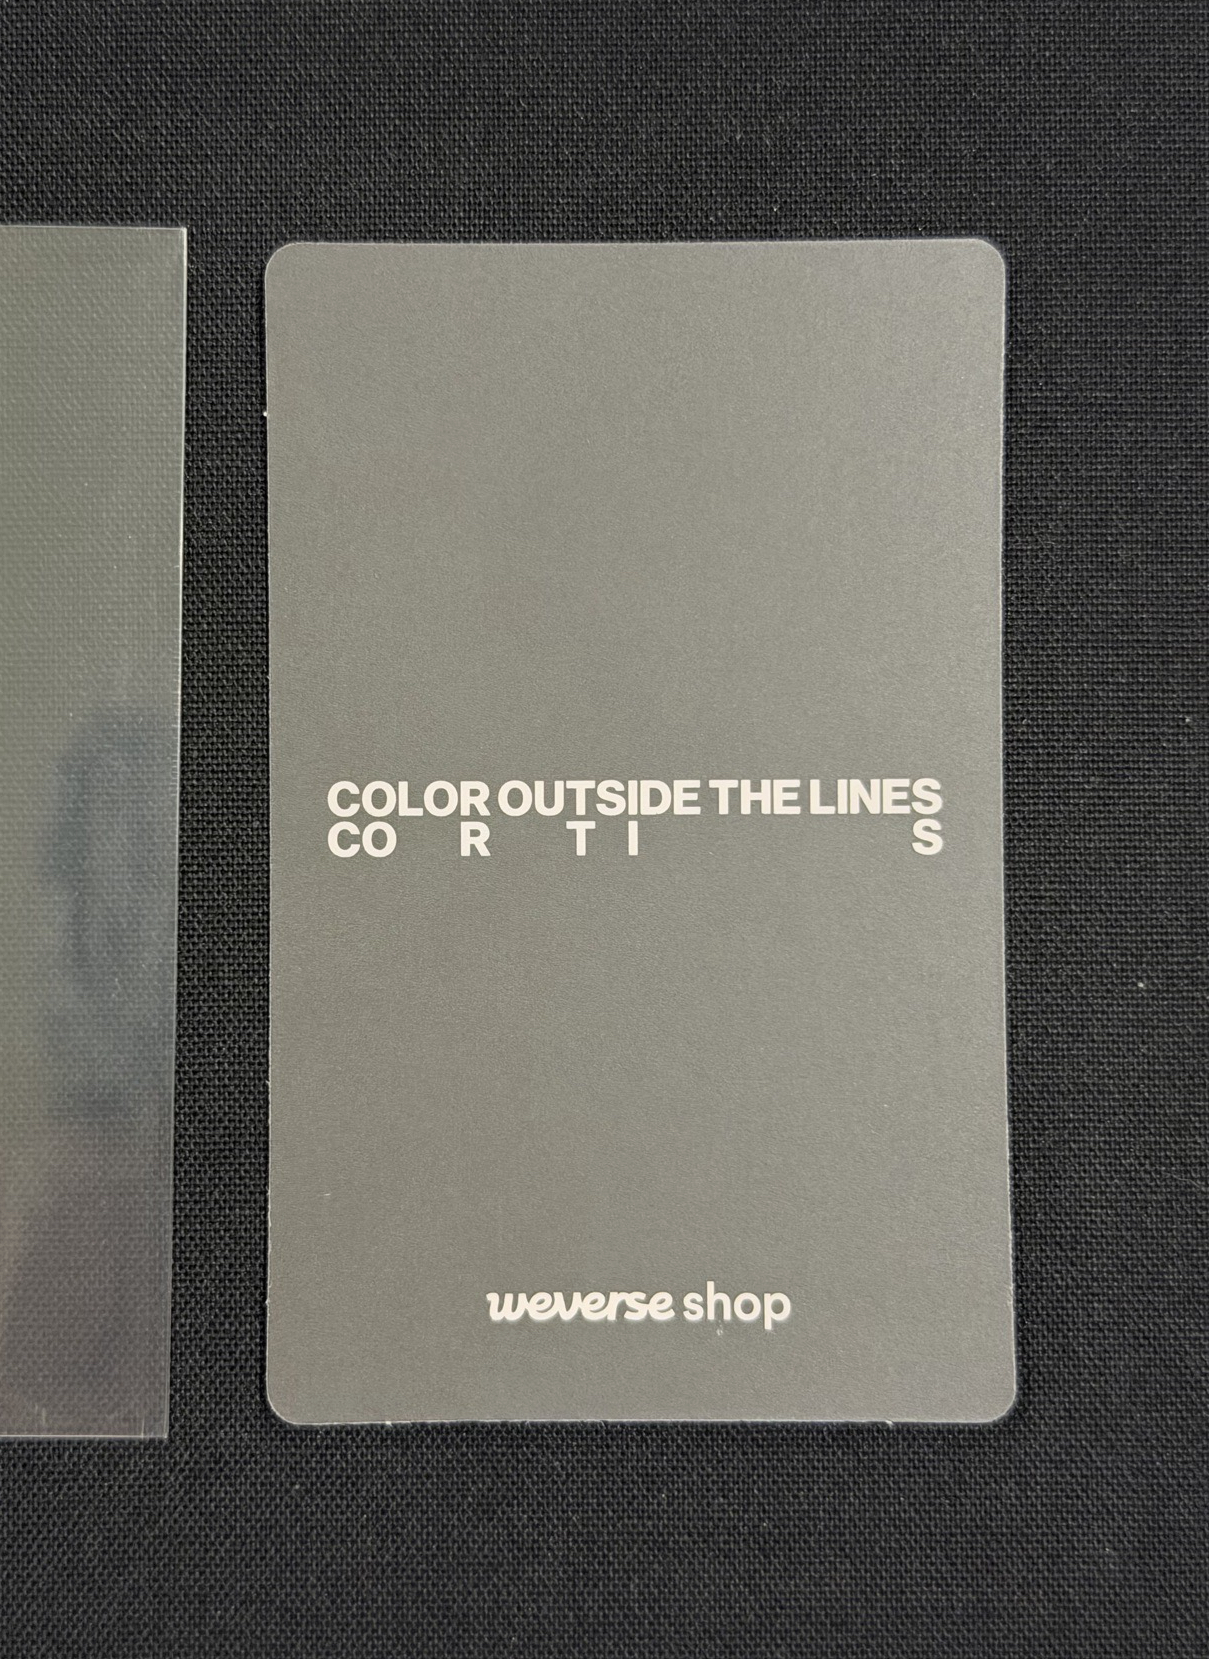 COLOR OUTSIDE THE LINES
CO R T I S
weverse shop